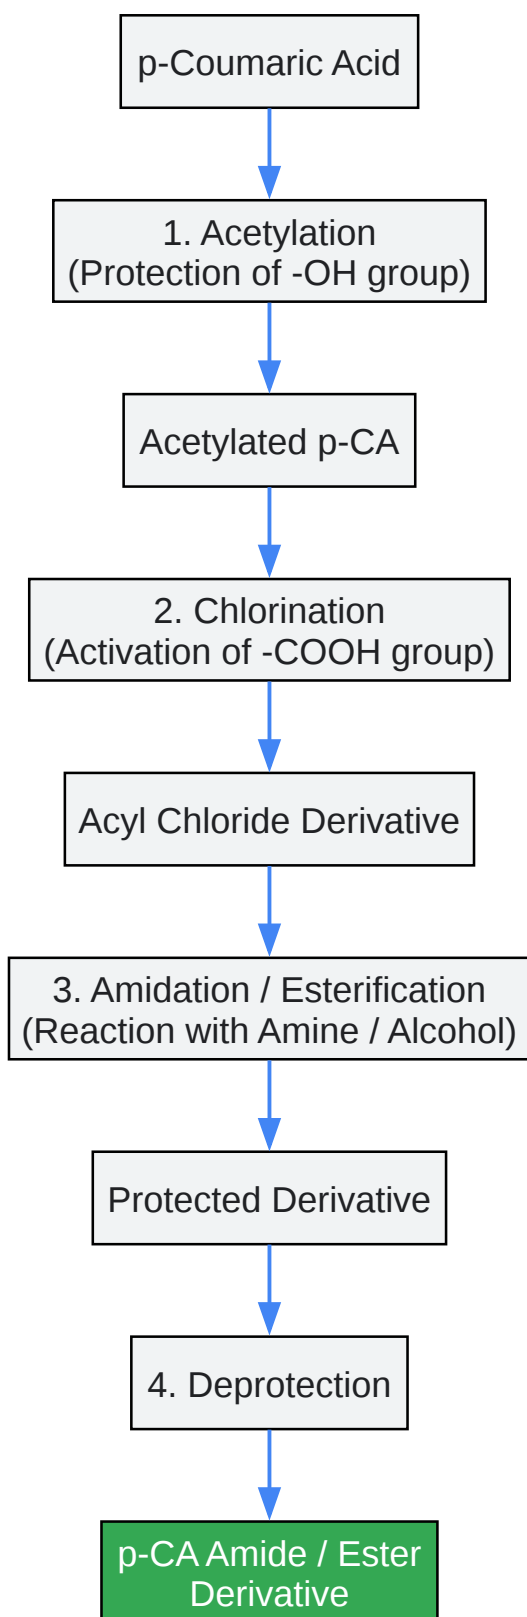 p-Coumaric Acid
1. Acetylation
(Protection of -OH group)
Acetylated p-CA
2. Chlorination
(Activation of -COOH group)
Acyl Chloride Derivative
3. Amidation / Esterification
(Reaction with Amine / Alcohol)
Protected Derivative
4. Deprotection
p-CA Amide / Ester
Derivative